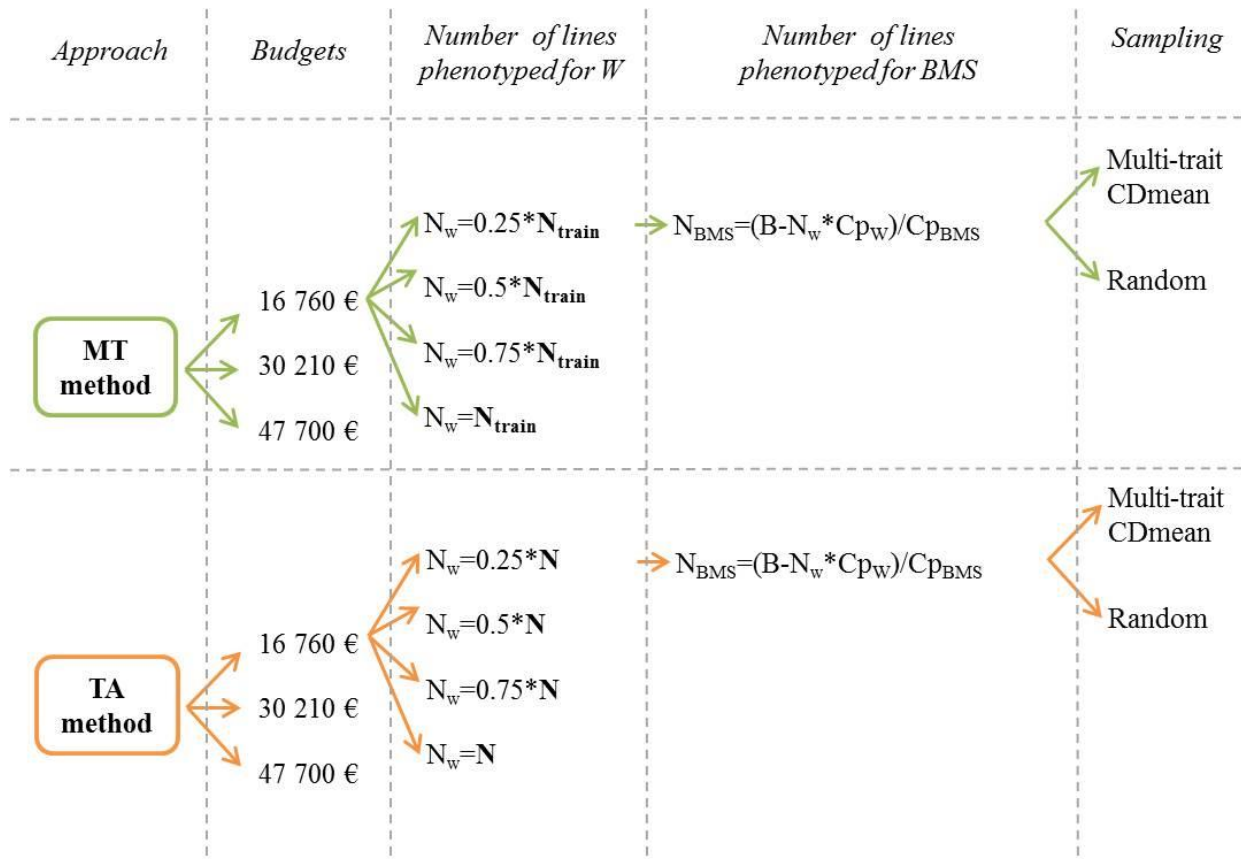 Approach
Budgets
Number of lines
phenotyped for W
Number of lines
phenotyped for BMS
Sampling
MT
method
16 760 €
30 210 €
47 700 €
N_w=0.25*N_train
N_w=0.5*N_train
N_w=0.75*N_train
N_w=N_train
N_BMS=(B-N_w*Cp_W)/Cp_BMS
Multi-trait
CDmean
Random
TA
method
16 760 €
30 210 €
47 700 €
N_w=0.25*N
N_w=0.5*N
N_w=0.75*N
N_w=N
N_BMS=(B-N_w*Cp_W)/Cp_BMS
Multi-trait
CDmean
Random